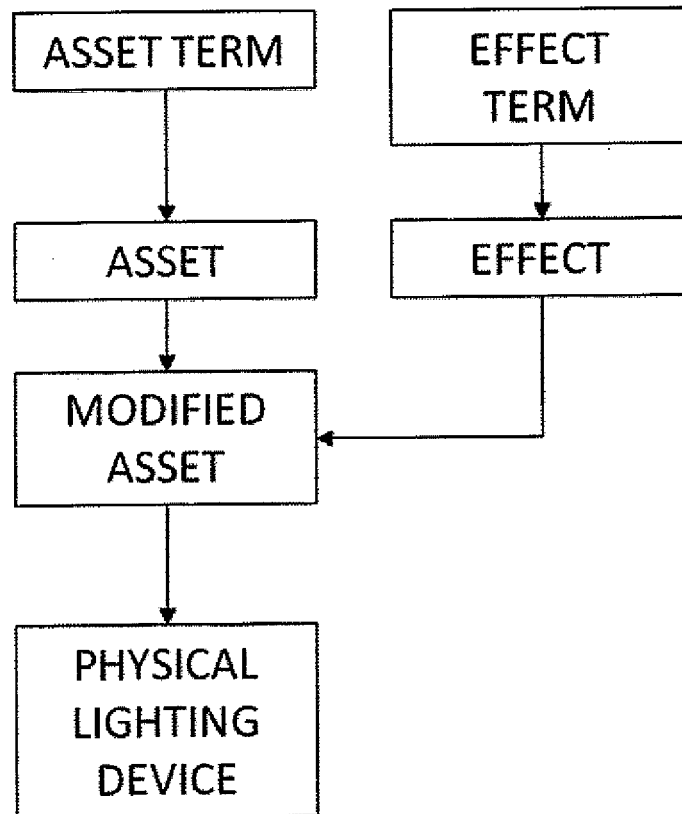 ASSET TERM
EFFECT
TERM
ASSET
EFFECT
MODIFIED
ASSET
PHYSICAL
LIGHTING
DEVICE